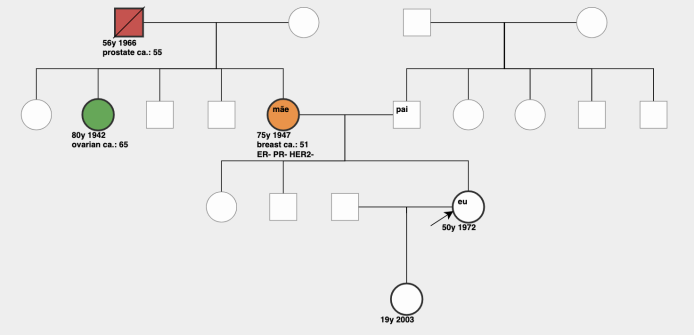 56y 1966
prostate ca.: 55
mãe
pai
80y 1942
ovarian ca.: 65
75y 1947
breast ca.: 51
ER- PR- HER2-
eu
50y 1972
19y 2003